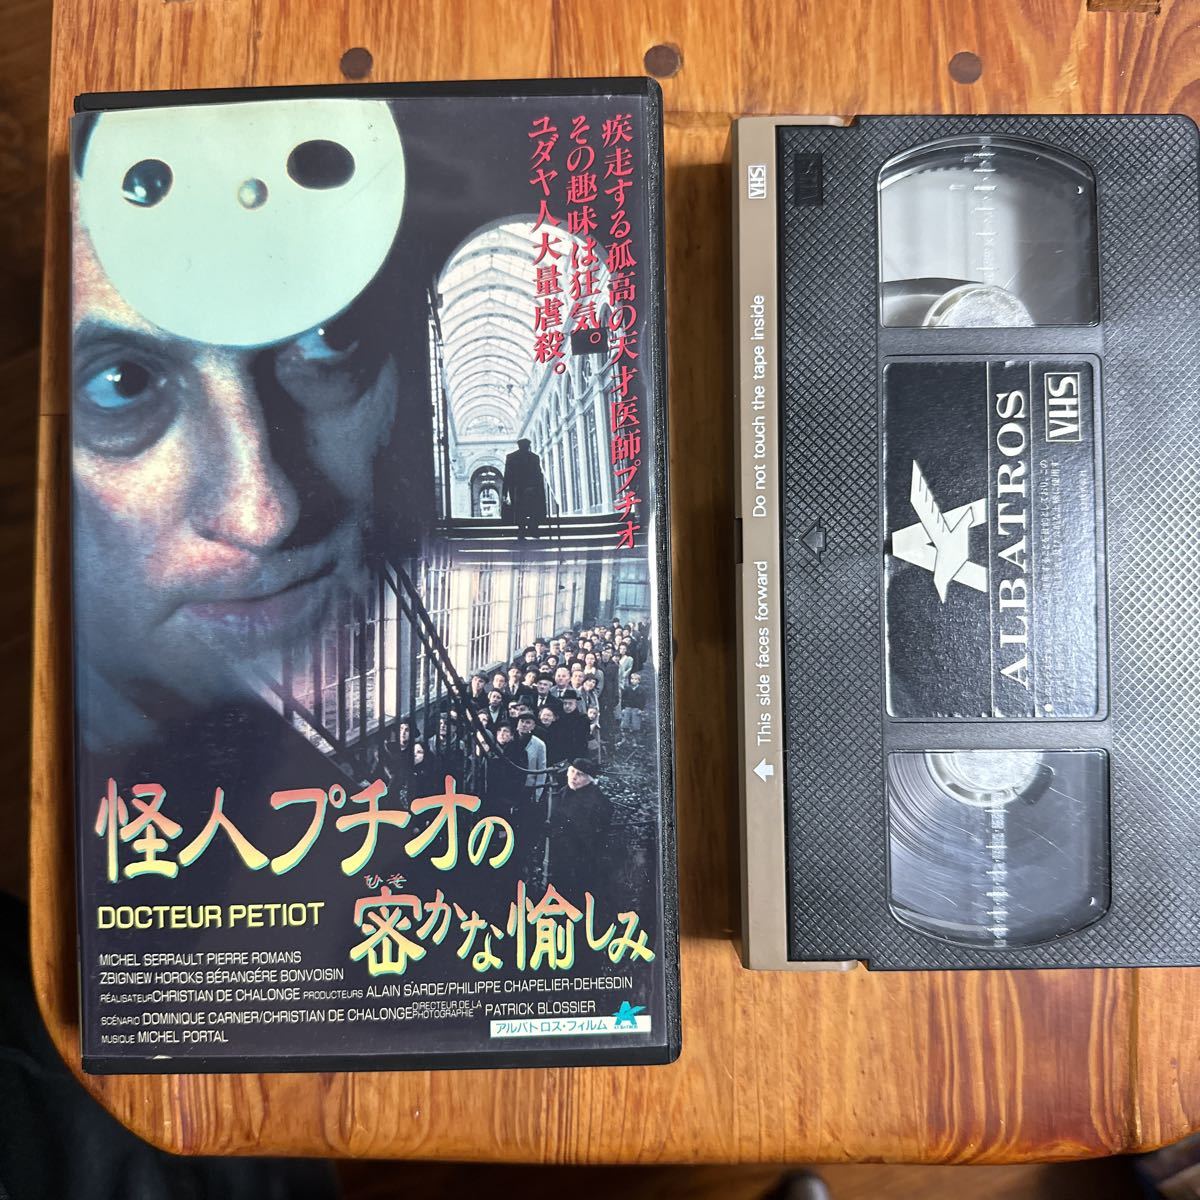 疾走する孤高の天才医師プチオ
その趣味は狂気。
ユダヤ人大量虐殺。
怪人プチオの
ひそ
密かな愉しみ
DOCTEUR PETIOT
MICHEL SERRAULT PIERRE ROMANS
ZBIGNIEW HOROKS BÉRANGÉRE BONVOISIN
RÉALISATEUR CHRISTIAN DE CHALONGE PRODUCTEURS ALAIN SARDE/PHILIPPE CHAPELIER-DEHESDIN
SCÉNARIO DOMINIQUE CARNIER/CHRISTIAN DE CHALONGE DIRECTEUR DE LA PHOTOGRAPHIE PATRICK BLOSSIER
MUSIQUE MICHEL PORTAL
アルバトロス・フィルム
ALBATROS
VHS
Do not touch the tape inside
This side faces forward
ALBATROS
VHS